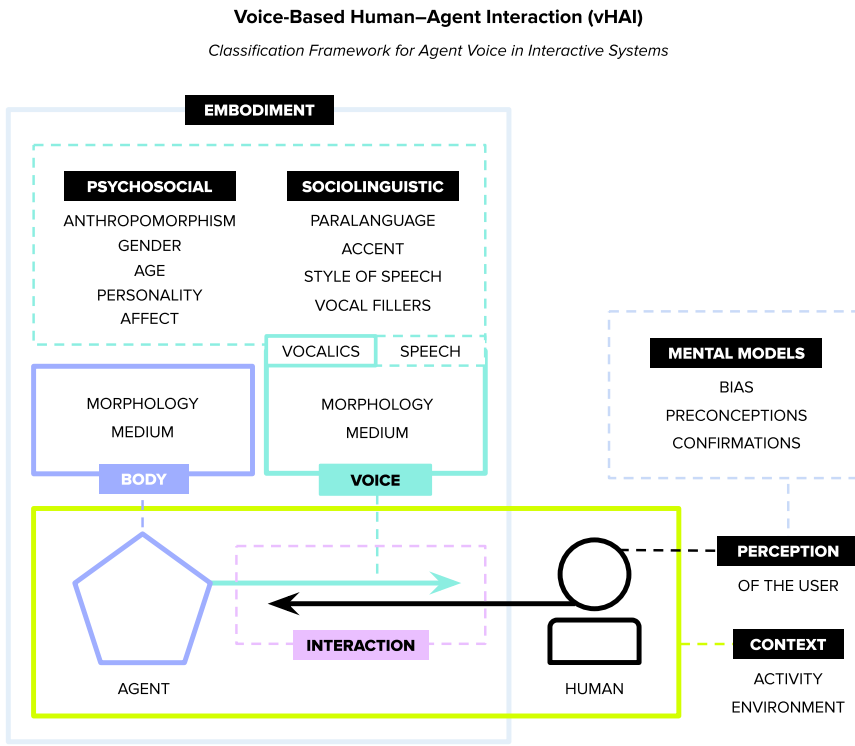 Voice-Based Human–Agent Interaction (vHAI)
Classification Framework for Agent Voice in Interactive Systems
EMBODIMENT
PSYCHOSOCIAL
ANTHROPOMORPHISM
GENDER
AGE
PERSONALITY
AFFECT
SOCIOLINGUISTIC
PARALANGUAGE
ACCENT
STYLE OF SPEECH
VOCAL FILLERS
VOCALICS
SPEECH
MORPHOLOGY
MEDIUM
BODY
MORPHOLOGY
MEDIUM
VOICE
MENTAL MODELS
BIAS
PRECONCEPTIONS
CONFIRMATIONS
PERCEPTION
OF THE USER
INTERACTION
AGENT
HUMAN
CONTEXT
ACTIVITY
ENVIRONMENT